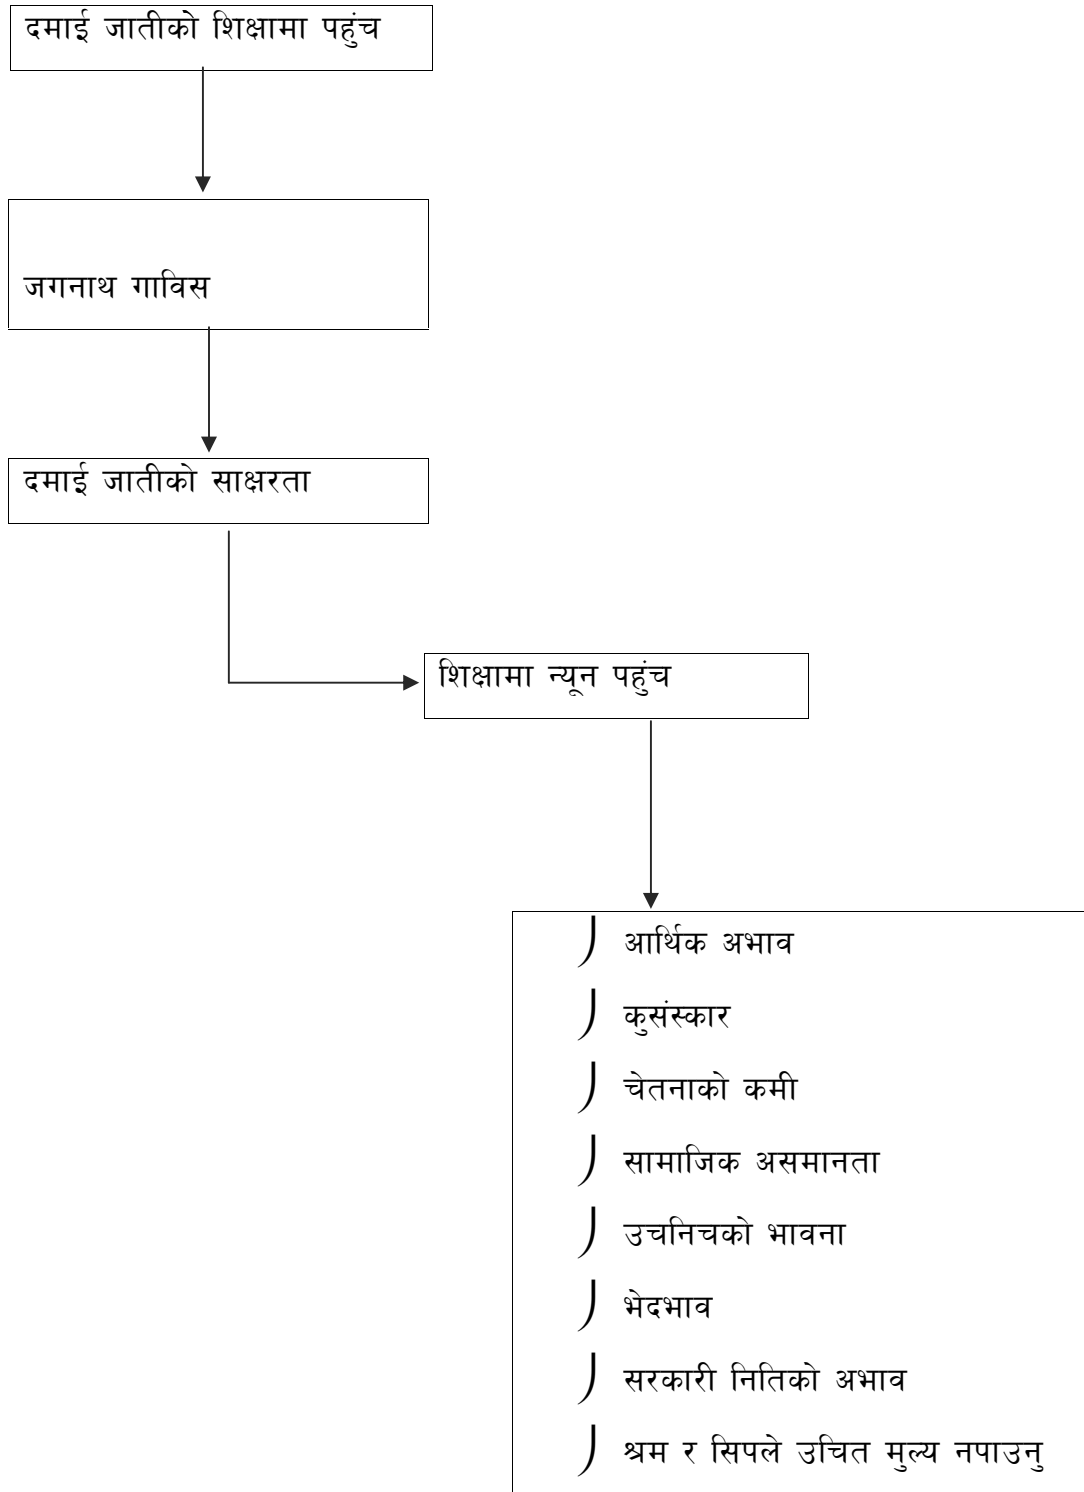 दमाई जातीको शिक्षामा पहुंच
जगनाथ गाविस
दमाई जातीको साक्षरता
शिक्षामा न्यून पहुंच
आर्थिक अभाव
कुसंस्कार
चेतनाको कमी
सामाजिक असमानता
उचनिचको भावना
भेदभाव
सरकारी नितिको अभाव
श्रम र सिपले उचित मुल्य नपाउनु